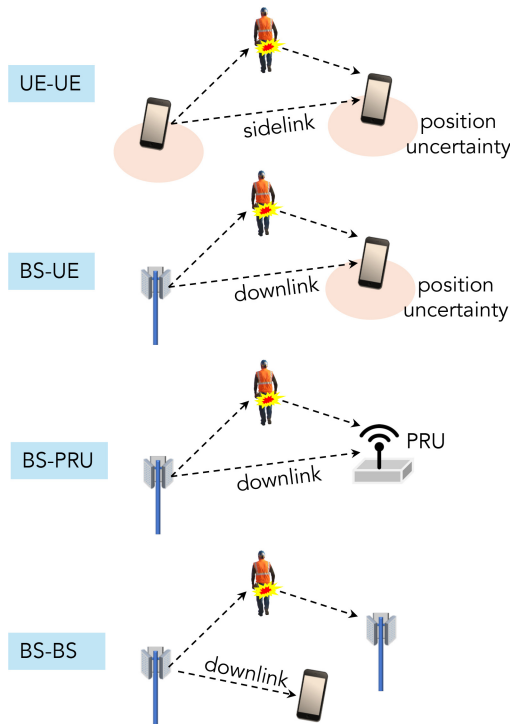 UE-UE
sidelink
position
uncertainty
BS-UE
downlink
position
uncertainty
BS-PRU
PRU
downlink
BS-BS
downlink